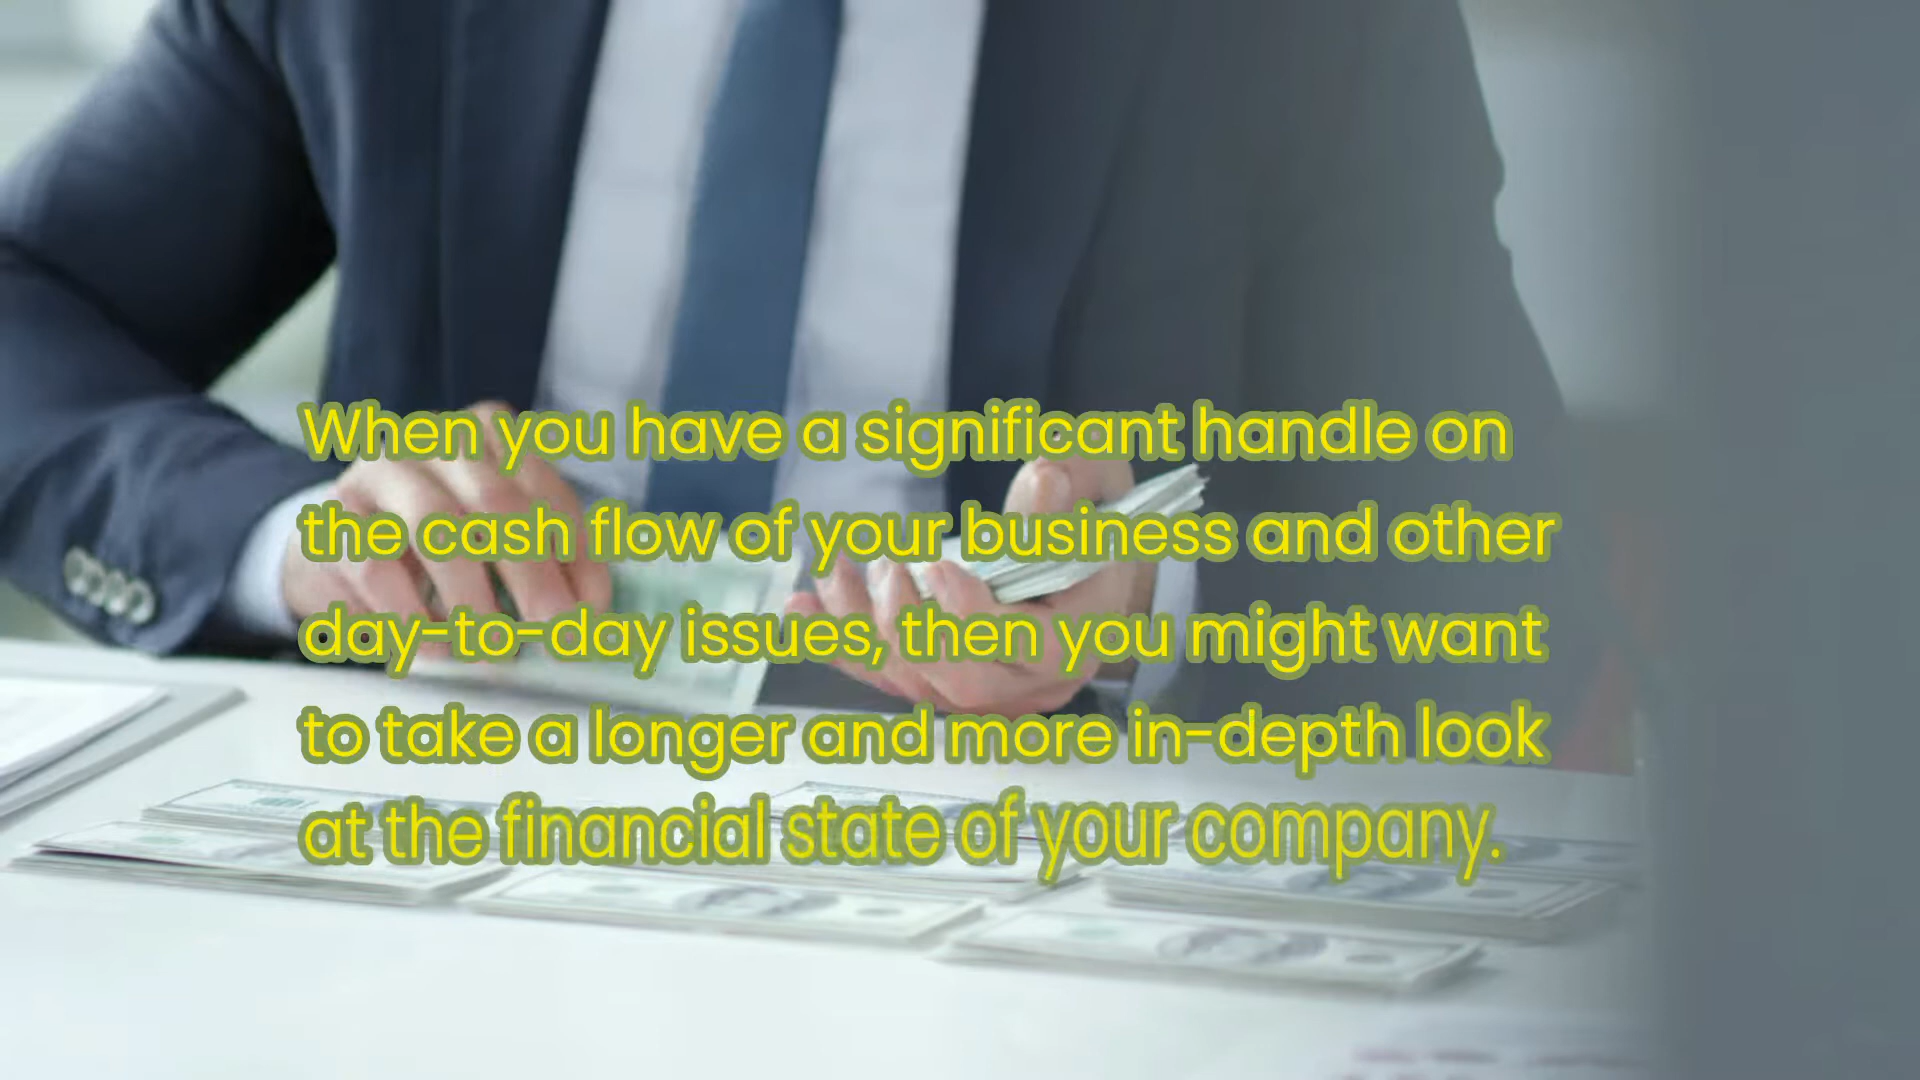 When you have a significant handle on
the cash flow of your business and other
day-to-day issues, then you might want
to take a longer and more in-depth look
at the financial state of your company.